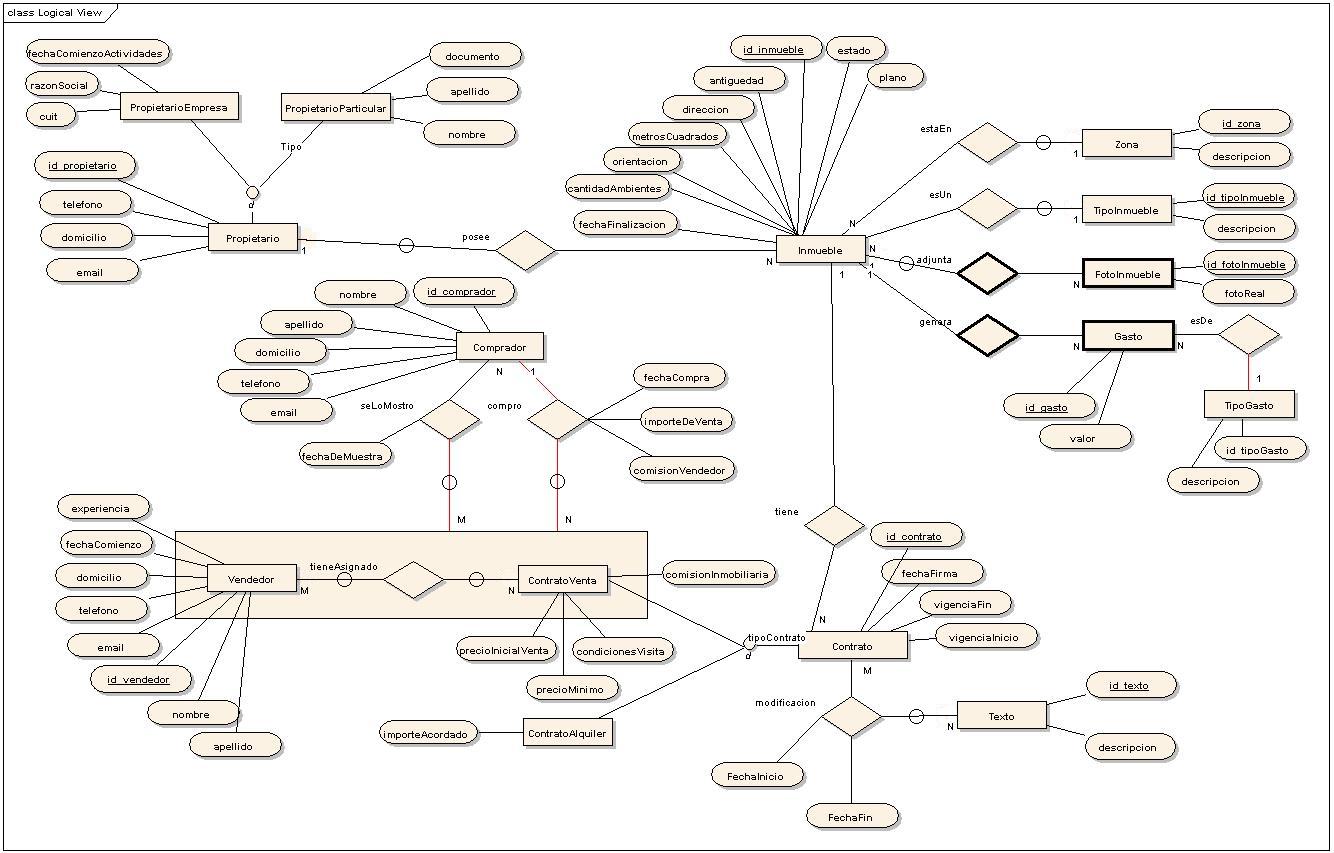 class Logical View
fechaComienzoActividades
razonSocial
cuit
PropietarioEmpresa
documento
apellido
nombre
PropietarioParticular
Tipo
d
id_propietario
telefono
domicilio
email
Propietario
1
posee
id_inmueble
estado
plano
antiguedad
direccion
metrosCuadrados
orientacion
cantidadAmbientes
fechaFinalizacion
Inmueble
N
N
N
1
1
1
estaEn
1
Zona
id_zona
descripcion
esUn
1
TipoInmueble
id_tipoInmueble
descripcion
adjunta
N
FotoInmueble
id_fotoInmueble
fotoReal
genera
N
Gasto
N
esDe
id_gasto
valor
1
TipoGasto
id_tipoGasto
descripcion
nombre
id_comprador
apellido
domicilio
telefono
email
Comprador
N
1
seLoMostro
compro
fechaDeMuestra
fechaCompra
importeDeVenta
comisionVendedor
M
N
experiencia
fechaComienzo
domicilio
telefono
email
id_vendedor
nombre
apellido
Vendedor
M
tieneAsignado
N
ContratoVenta
comisionInmobiliaria
precioInicialVenta
condicionesVisita
precioMinimo
importeAcordado
ContratoAlquiler
tipoContrato
d
tiene
N
Contrato
id_contrato
fechaFirma
vigenciaFin
vigenciaInicio
M
modificacion
N
Texto
id_texto
descripcion
FechaInicio
FechaFin